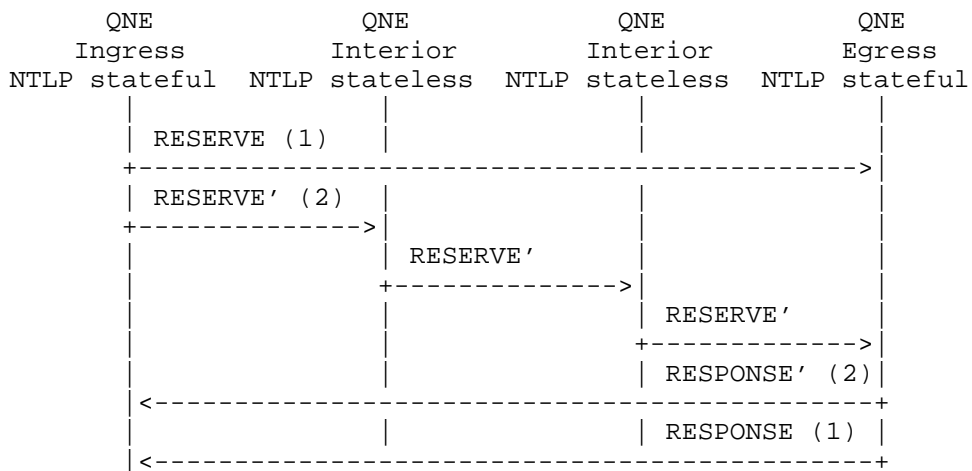 QNE QNE QNE QNE
Ingress Interior Interior Egress
NTLP stateful NTLP stateless NTLP stateless NTLP stateful
RESERVE (1)
RESERVE' (2)
RESERVE'
RESERVE'
RESPONSE' (2)
RESPONSE (1)